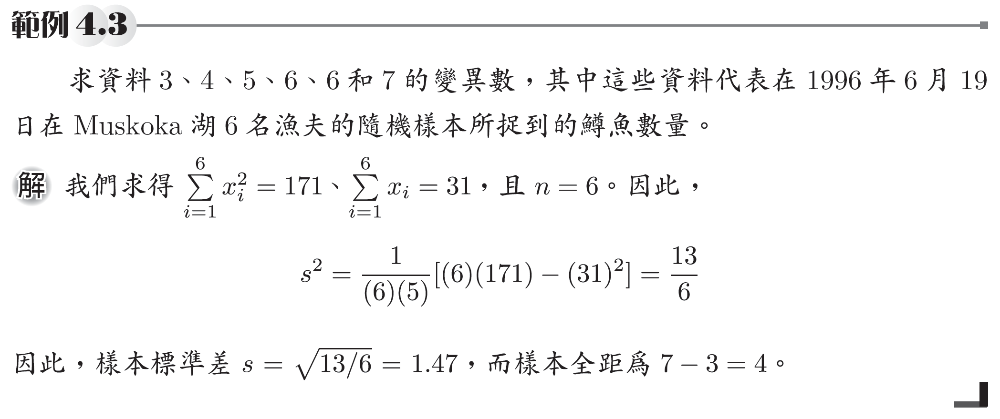 範例 4.3
求資料 3、4、5、6、6 和 7 的變異數，其中這些資料代表在 1996 年 6 月 19
日在 Muskoka 湖 6 名漁夫的隨機樣本所捉到的鱒魚數量。
解 我們求得 $\sum_{i=1}^{6} x_i^2 = 171$、$\sum_{i=1}^{6} x_i = 31$，且 $n = 6$。因此，
$s^2 = \frac{1}{(6)(5)}[(6)(171) - (31)^2] = \frac{13}{6}$
因此，樣本標準差 $s = \sqrt{13/6} = 1.47$，而樣本全距爲 $7 - 3 = 4$。